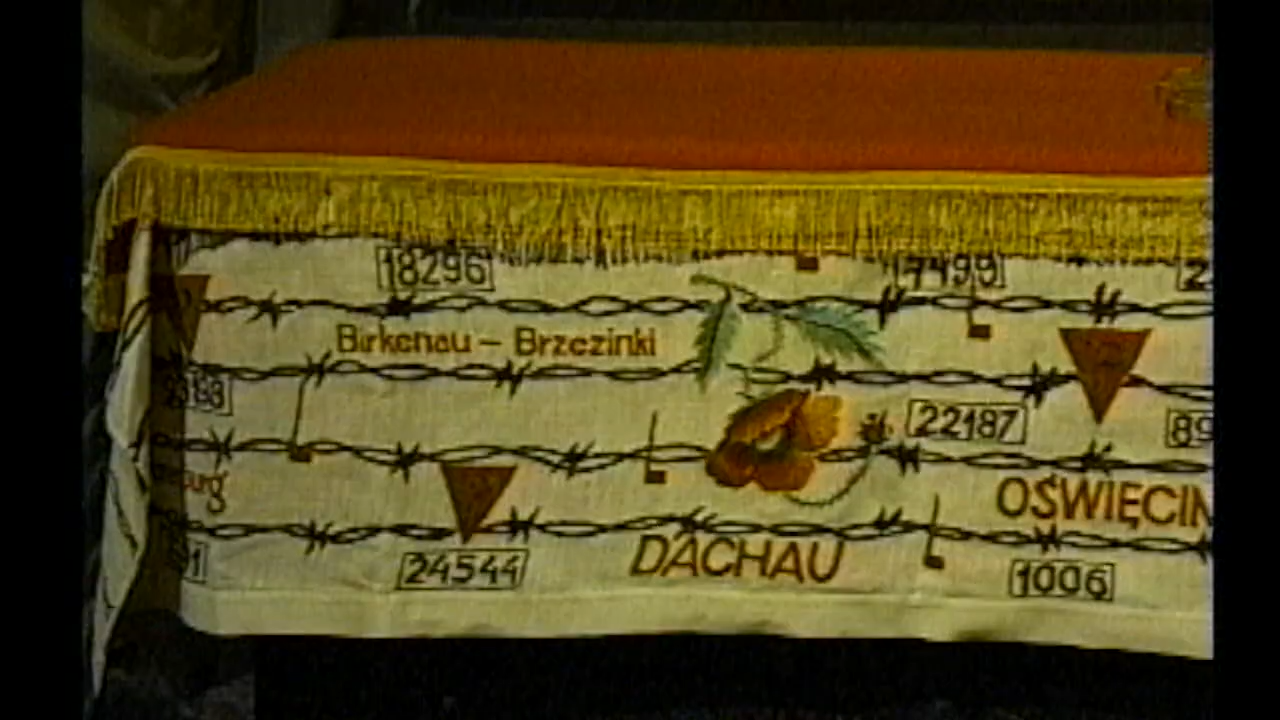 18296
7499
Birkenau – Brzezinki
22187
OŚWIĘCIM
24544
DACHAU
1006